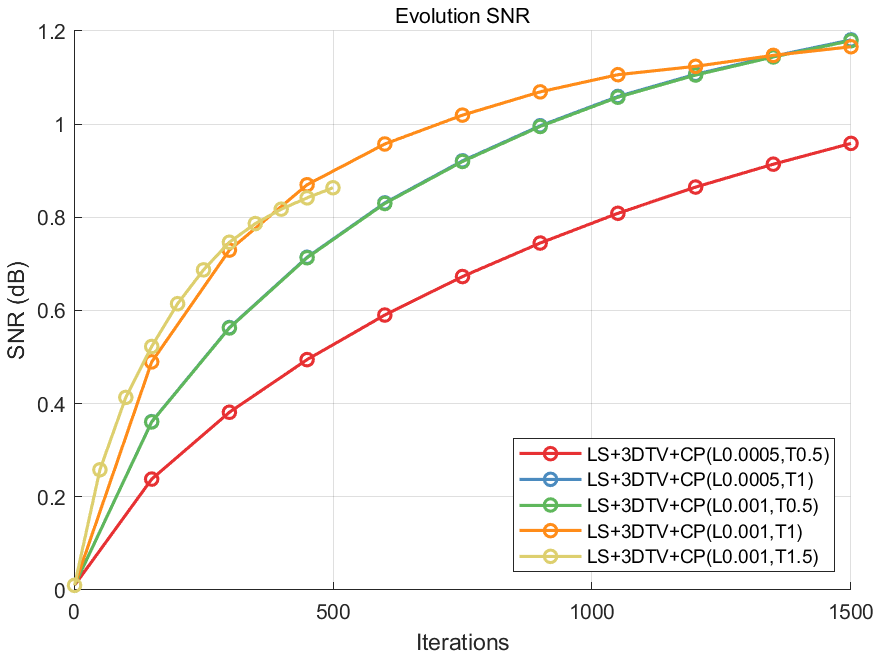 Evolution SNR
1.2
1
0.8
0.6
0.4
0.2
0
SNR (dB)
0
500
1000
1500
Iterations
LS+3DTV+CP(L0.0005,T0.5)
LS+3DTV+CP(L0.0005,T1)
LS+3DTV+CP(L0.001,T0.5)
LS+3DTV+CP(L0.001,T1)
LS+3DTV+CP(L0.001,T1.5)